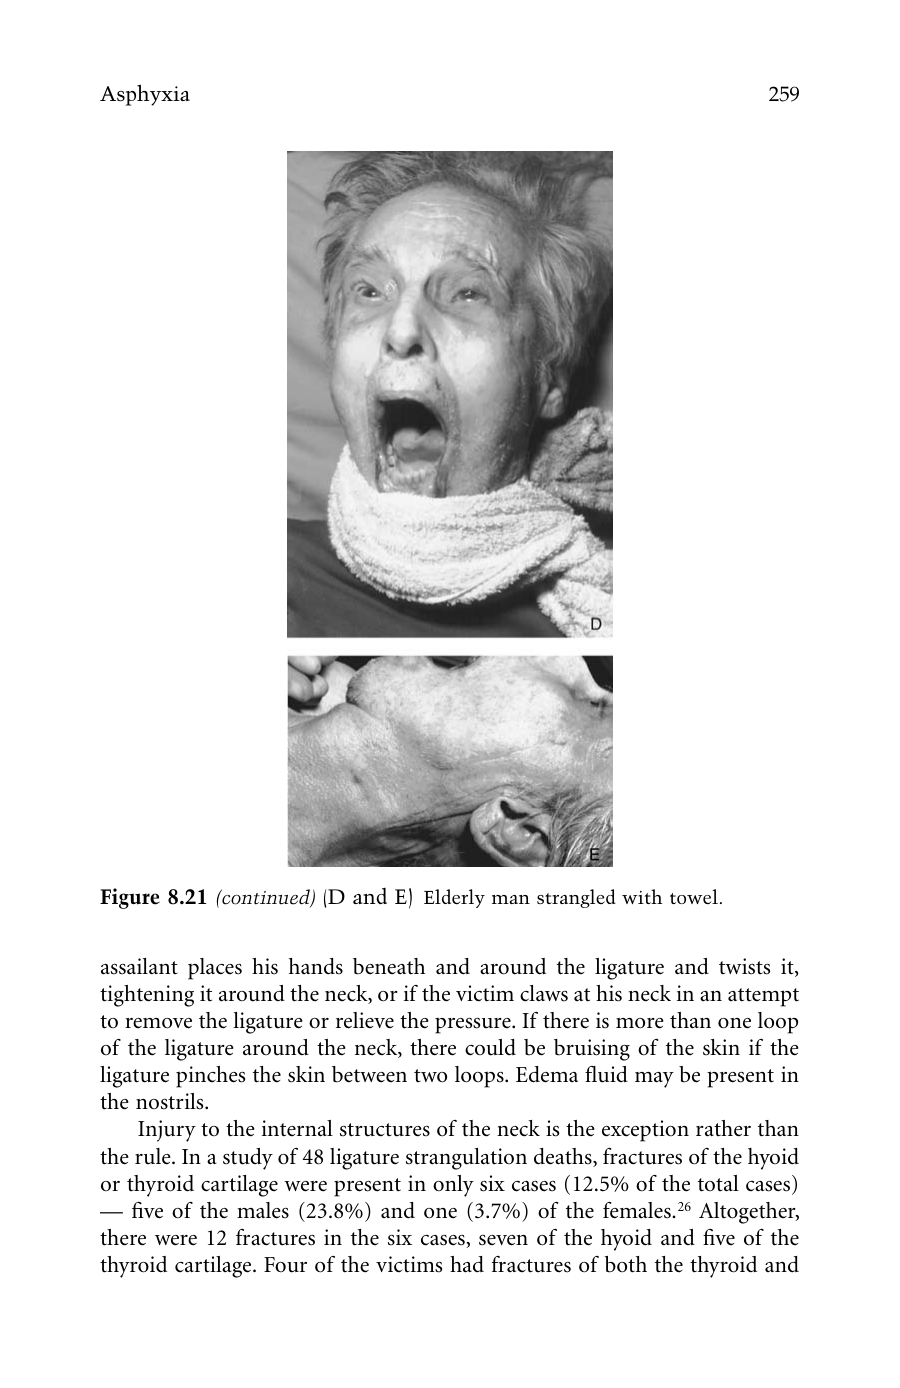 Asphyxia 259
D
E
Figure 8.21 (continued) (D and E) Elderly man strangled with towel.
assailant places his hands beneath and around the ligature and twists it,
tightening it around the neck, or if the victim claws at his neck in an attempt
to remove the ligature or relieve the pressure. If there is more than one loop
of the ligature around the neck, there could be bruising of the skin if the
ligature pinches the skin between two loops. Edema fluid may be present in
the nostrils.
Injury to the internal structures of the neck is the exception rather than
the rule. In a study of 48 ligature strangulation deaths, fractures of the hyoid
or thyroid cartilage were present in only six cases (12.5% of the total cases)
— five of the males (23.8%) and one (3.7%) of the females.26 Altogether,
there were 12 fractures in the six cases, seven of the hyoid and five of the
thyroid cartilage. Four of the victims had fractures of both the thyroid and